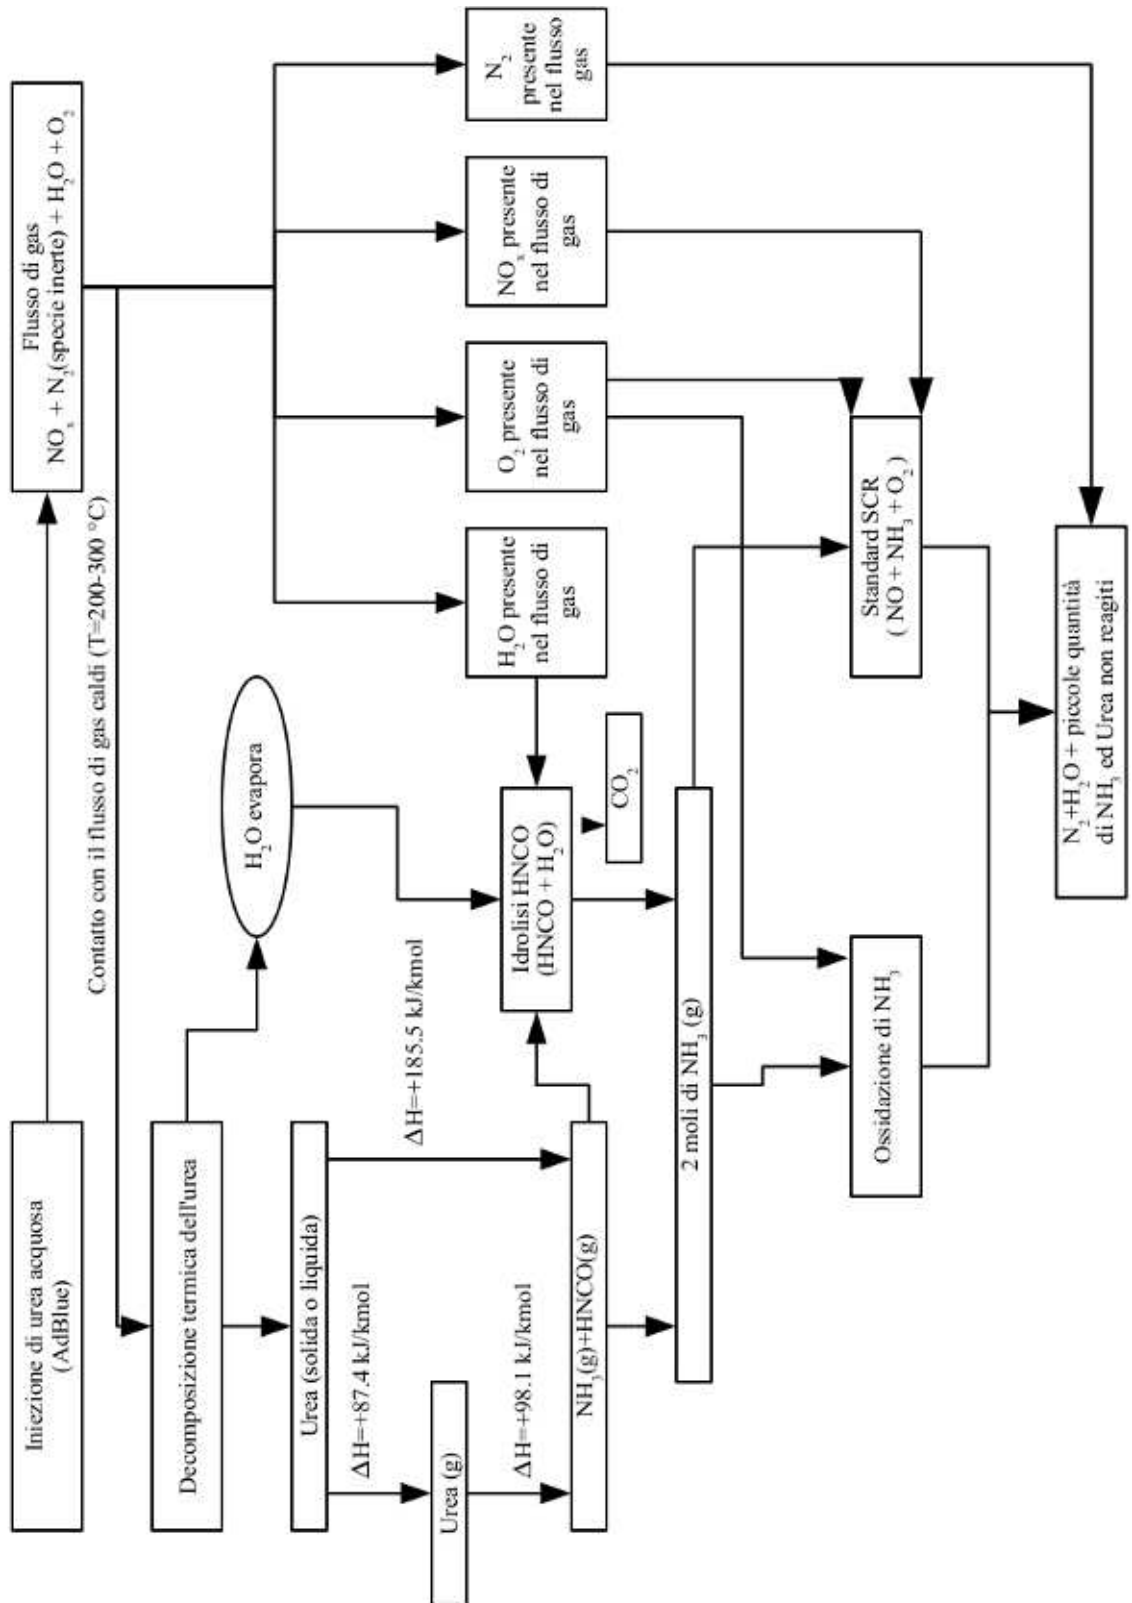 Iniezione di urea acquosa
(AdBlue)
Flusso di gas
NOₓ + N₂(specie inerte) + H₂O + O₂
Contatto con il flusso di gas caldi (T=200-300 °C)
Decomposizione termica dell'urea
H₂O evapora
Urea (solida o liquida)
ΔH=+87.4 kJ/kmol
ΔH=+185.5 kJ/kmol
Urea (g)
ΔH=+98.1 kJ/kmol
H₂O presente
nel flusso di
gas
O₂ presente
nel flusso di
gas
NOₓ presente
nel flusso di
gas
N₂
presente
nel flusso
gas
Idrolisi HNCO
(HNCO + H₂O)
NH₃(g)+HNCO(g)
CO₂
2 moli di NH₃ (g)
Ossidazione di NH₃
Standard SCR
( NO + NH₃ + O₂ )
N₂+H₂O + piccole quantità
di NH₃ ed Urea non reagiti